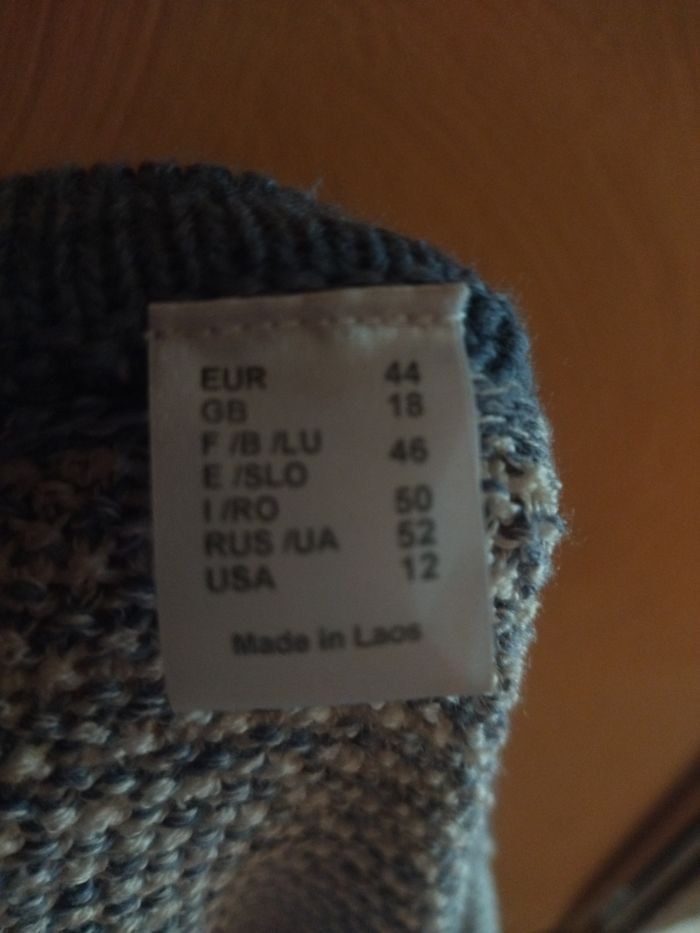 EUR 44
GB 18
F /B /LU 46
E /SLO
I /RO 50
RUS /UA 52
USA 12
Made in Laos